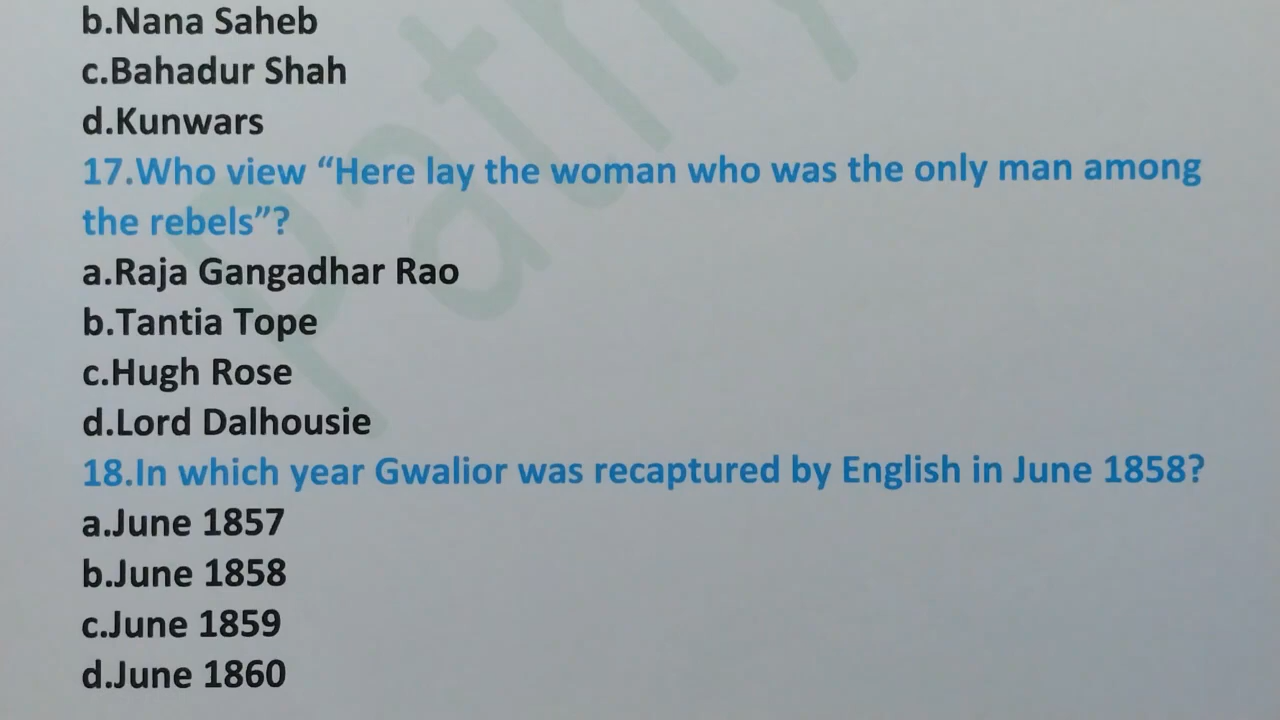 b.Nana Saheb
c.Bahadur Shah
d.Kunwars
17.Who view “Here lay the woman who was the only man among
the rebels”?
a.Raja Gangadhar Rao
b.Tantia Tope
c.Hugh Rose
d.Lord Dalhousie
18.In which year Gwalior was recaptured by English in June 1858?
a.June 1857
b.June 1858
c.June 1859
d.June 1860